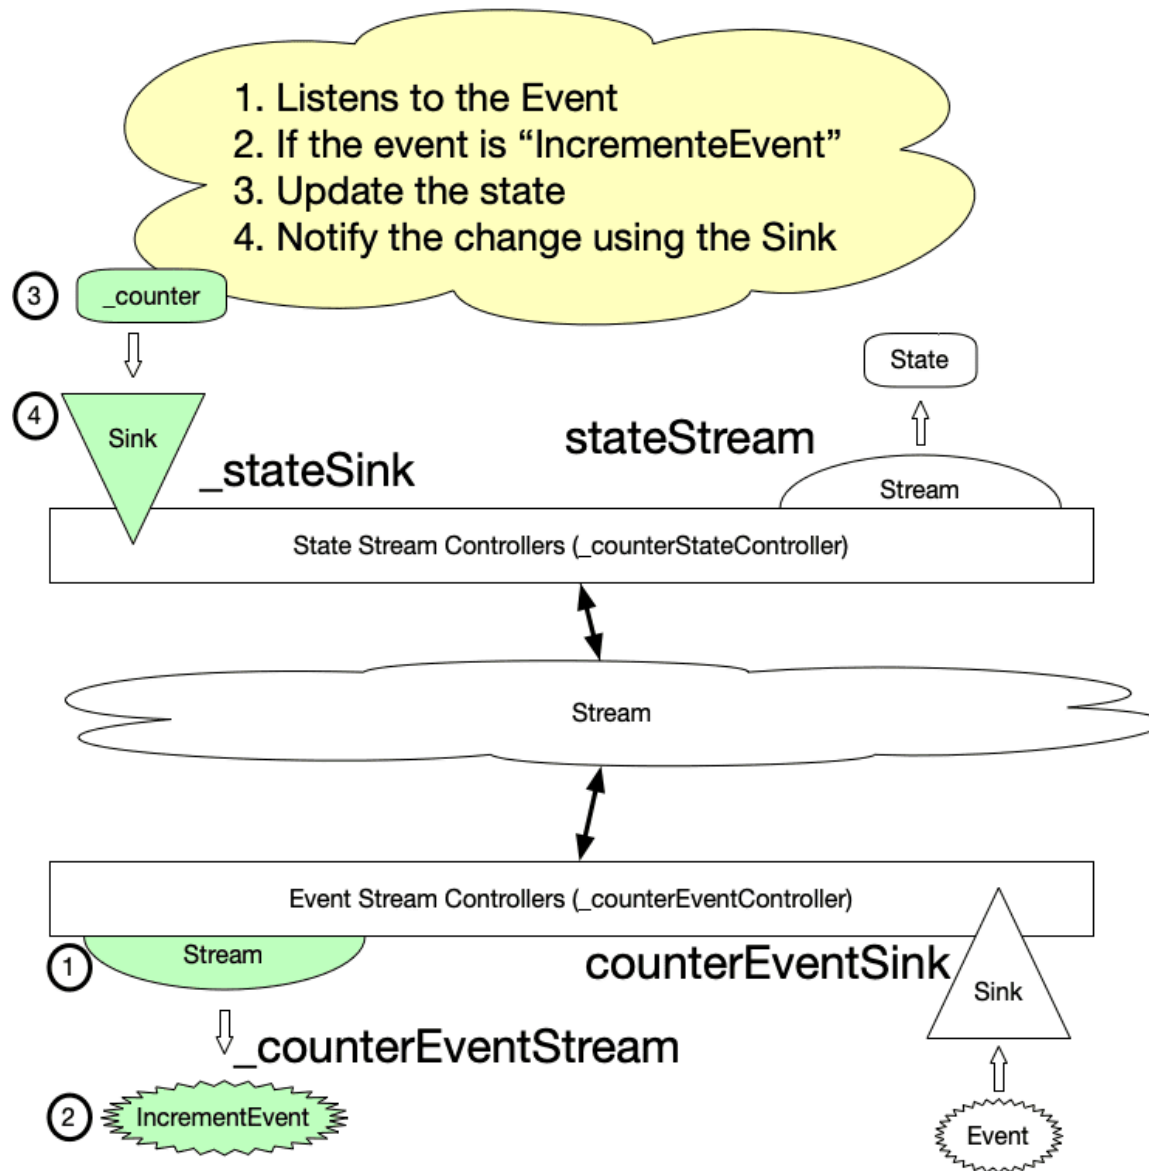 1. Listens to the Event
2. If the event is “IncrementeEvent”
3. Update the state
4. Notify the change using the Sink
3
_counter
State
4
Sink
_stateSink
stateStream
Stream
State Stream Controllers (_counterStateController)
Stream
Event Stream Controllers (_counterEventController)
1
Stream
counterEventSink
Sink
_counterEventStream
2
IncrementEvent
Event